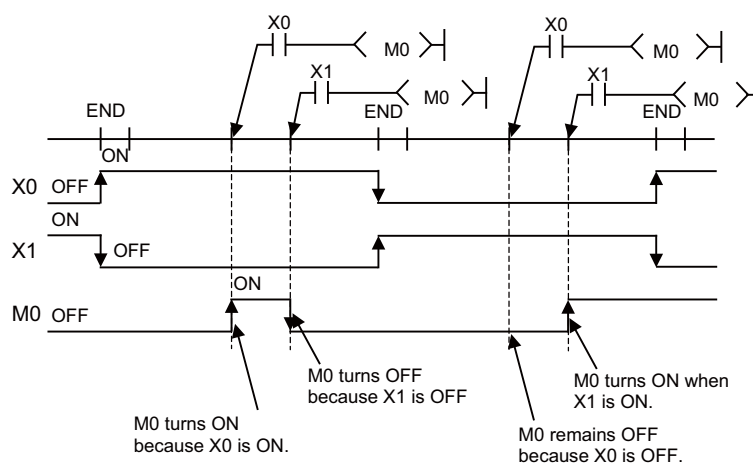 X0
M0
X0
M0
X1
M0
X1
M0
END
END
END
ON
X0 OFF
ON
X1
OFF
ON
M0 OFF
M0 turns OFF
because X1 is OFF
M0 turns ON when
X1 is ON.
M0 turns ON
because X0 is ON.
M0 remains OFF
because X0 is OFF.